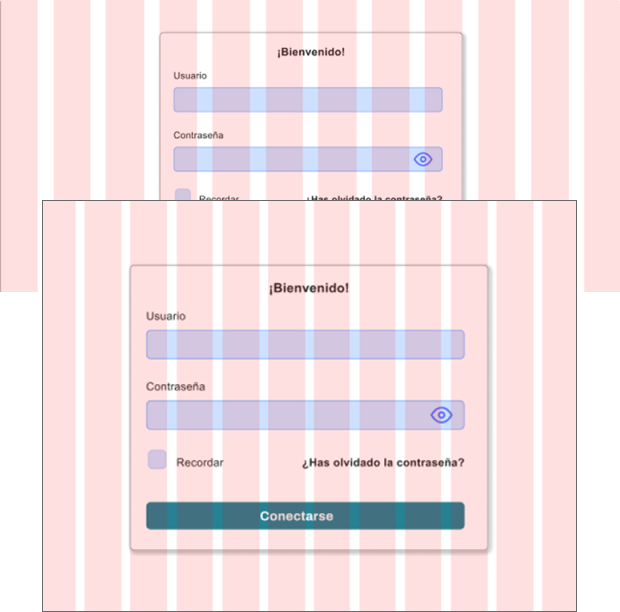 ¡Bienvenido!
Usuario
Contraseña
Recordar ¿Has olvidado la contraseña?
¡Bienvenido!
Usuario
Contraseña
Recordar ¿Has olvidado la contraseña?
Conectarse